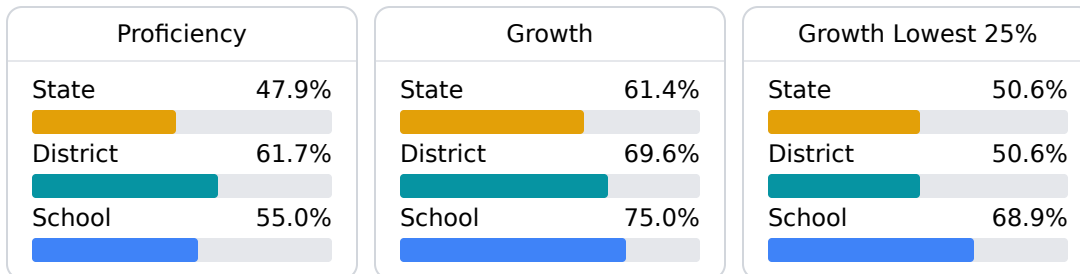 Proficiency
State 47.9%
District 61.7%
School 55.0%
Growth
State 61.4%
District 69.6%
School 75.0%
Growth Lowest 25%
State 50.6%
District 50.6%
School 68.9%